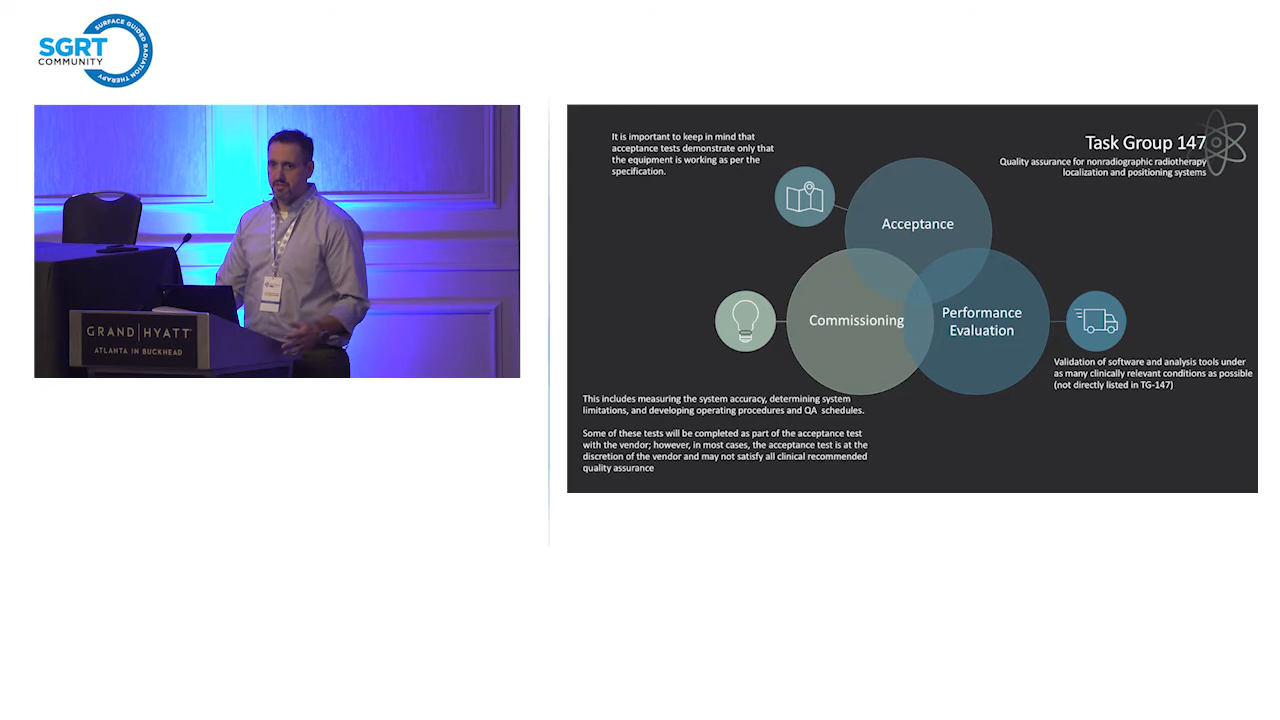 SURFACE GUIDED
RADIATION THERAPY
SGRT
COMMUNITY
GRAND HYATT
ATLANTA IN BUCKHEAD
It is important to keep in mind that
acceptance tests demonstrate only that
the equipment is working as per the
specification.
Task Group 147
Quality assurance for nonradiographic radiotherapy
localization and positioning systems
Acceptance
Commissioning
Performance
Evaluation
Validation of software and analysis tools under
as many clinically relevant conditions as possible
(not directly listed in TG-147)
This includes measuring the system accuracy, determining system
limitations, and developing operating procedures and QA schedules.
Some of these tests will be completed as part of the acceptance test
with the vendor; however, in most cases, the acceptance test is at the
discretion of the vendor and may not satisfy all clinical recommended
quality assurance